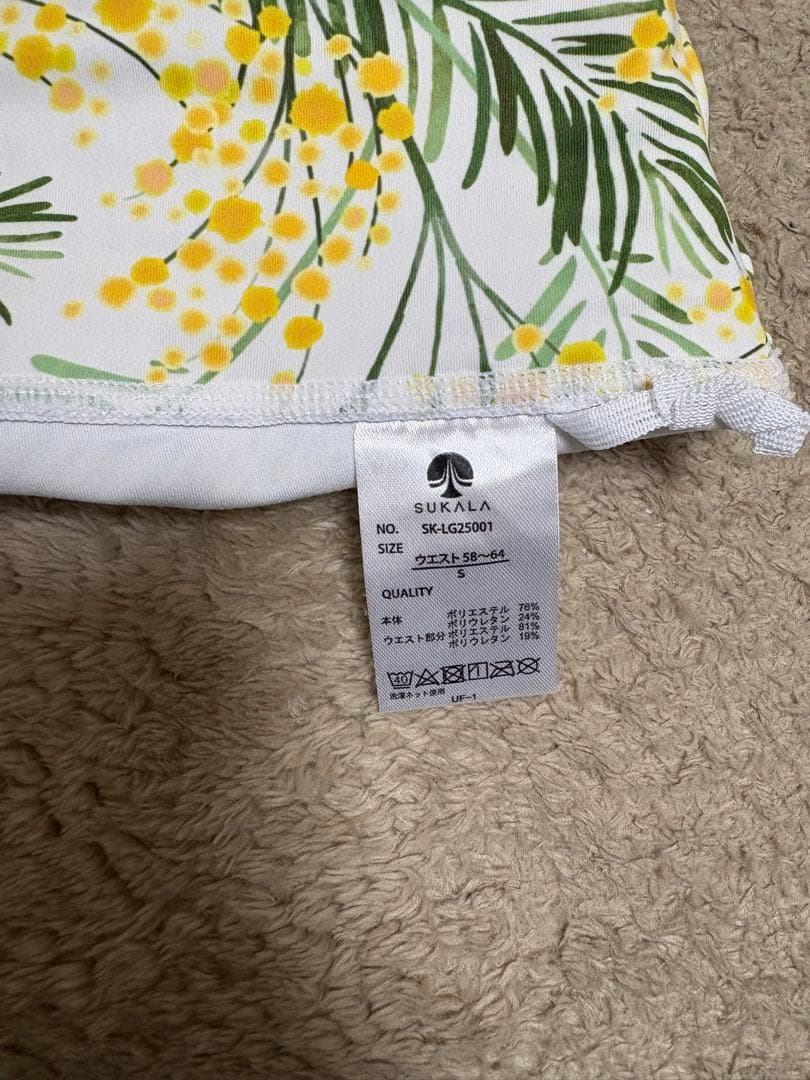 SUKALA
NO. SK-LG25001
SIZE ウエスト 58〜64
S
QUALITY
本体 ポリエステル 76%
ポリウレタン 24%
ウエスト部分 ポリエステル 81%
ポリウレタン 19%
40
洗濯ネット使用
UF-1